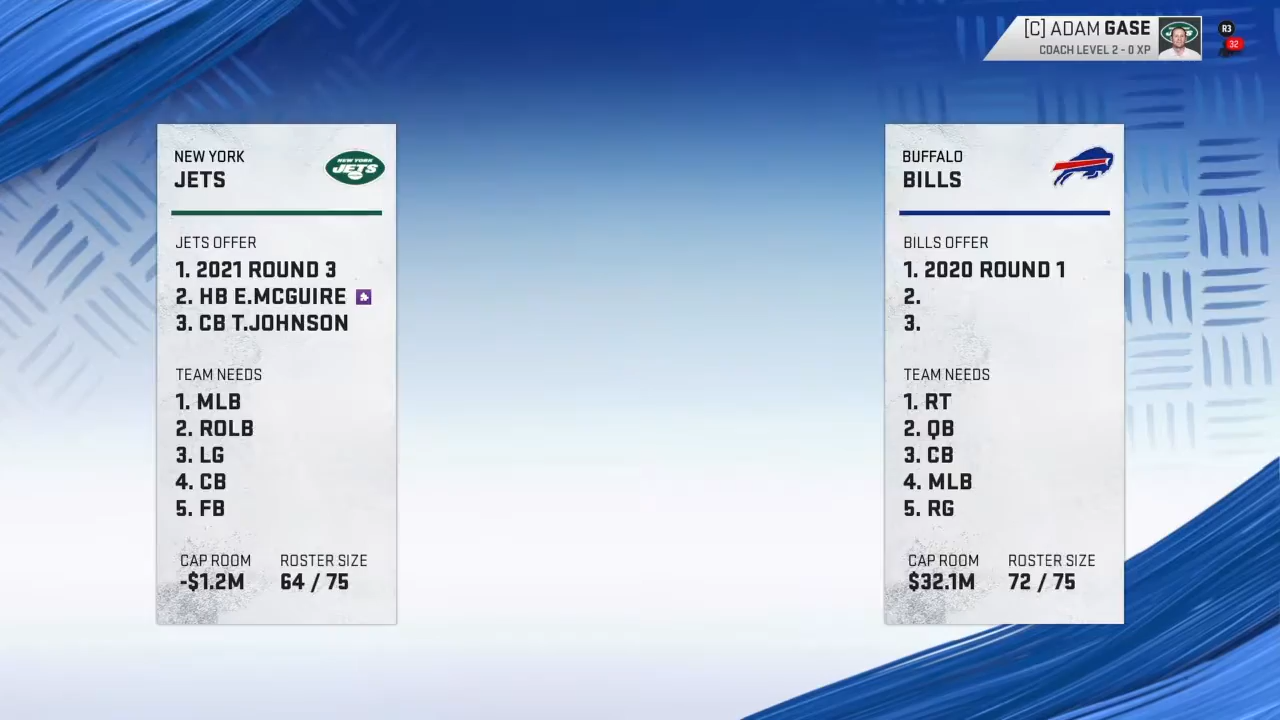 [C] ADAM GASE
COACH LEVEL 2 - 0 XP
R3
32
NEW YORK
JETS
NEW YORK
JETS
JETS OFFER
1. 2021 ROUND 3
2. HB E.MCGUIRE
3. CB T.JOHNSON
TEAM NEEDS
1. MLB
2. ROLB
3. LG
4. CB
5. FB
CAP ROOM ROSTER SIZE
-$1.2M 64 / 75
BUFFALO
BILLS
BILLS OFFER
1. 2020 ROUND 1
2.
3.
TEAM NEEDS
1. RT
2. QB
3. CB
4. MLB
5. RG
CAP ROOM ROSTER SIZE
$32.1M 72 / 75